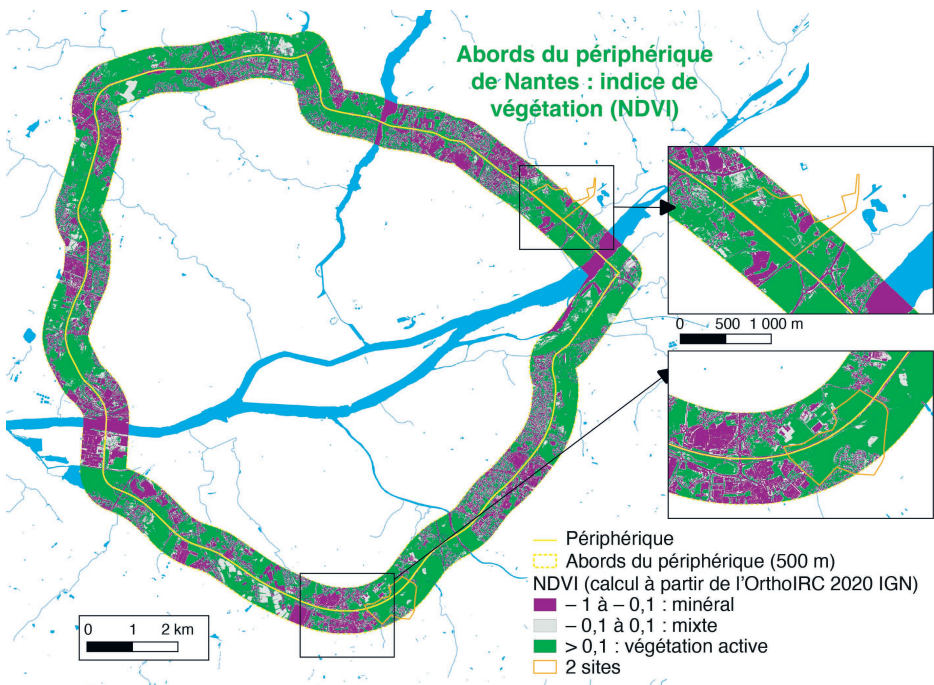 Abords du périphérique
de Nantes : indice de
végétation (NDVI)
0 500 1 000 m
Périphérique
Abords du périphérique (500 m)
NDVI (calcul à partir de l’OrthoIRC 2020 IGN)
– 1 à – 0,1 : minéral
– 0,1 à 0,1 : mixte
> 0,1 : végétation active
2 sites
0 1 2 km